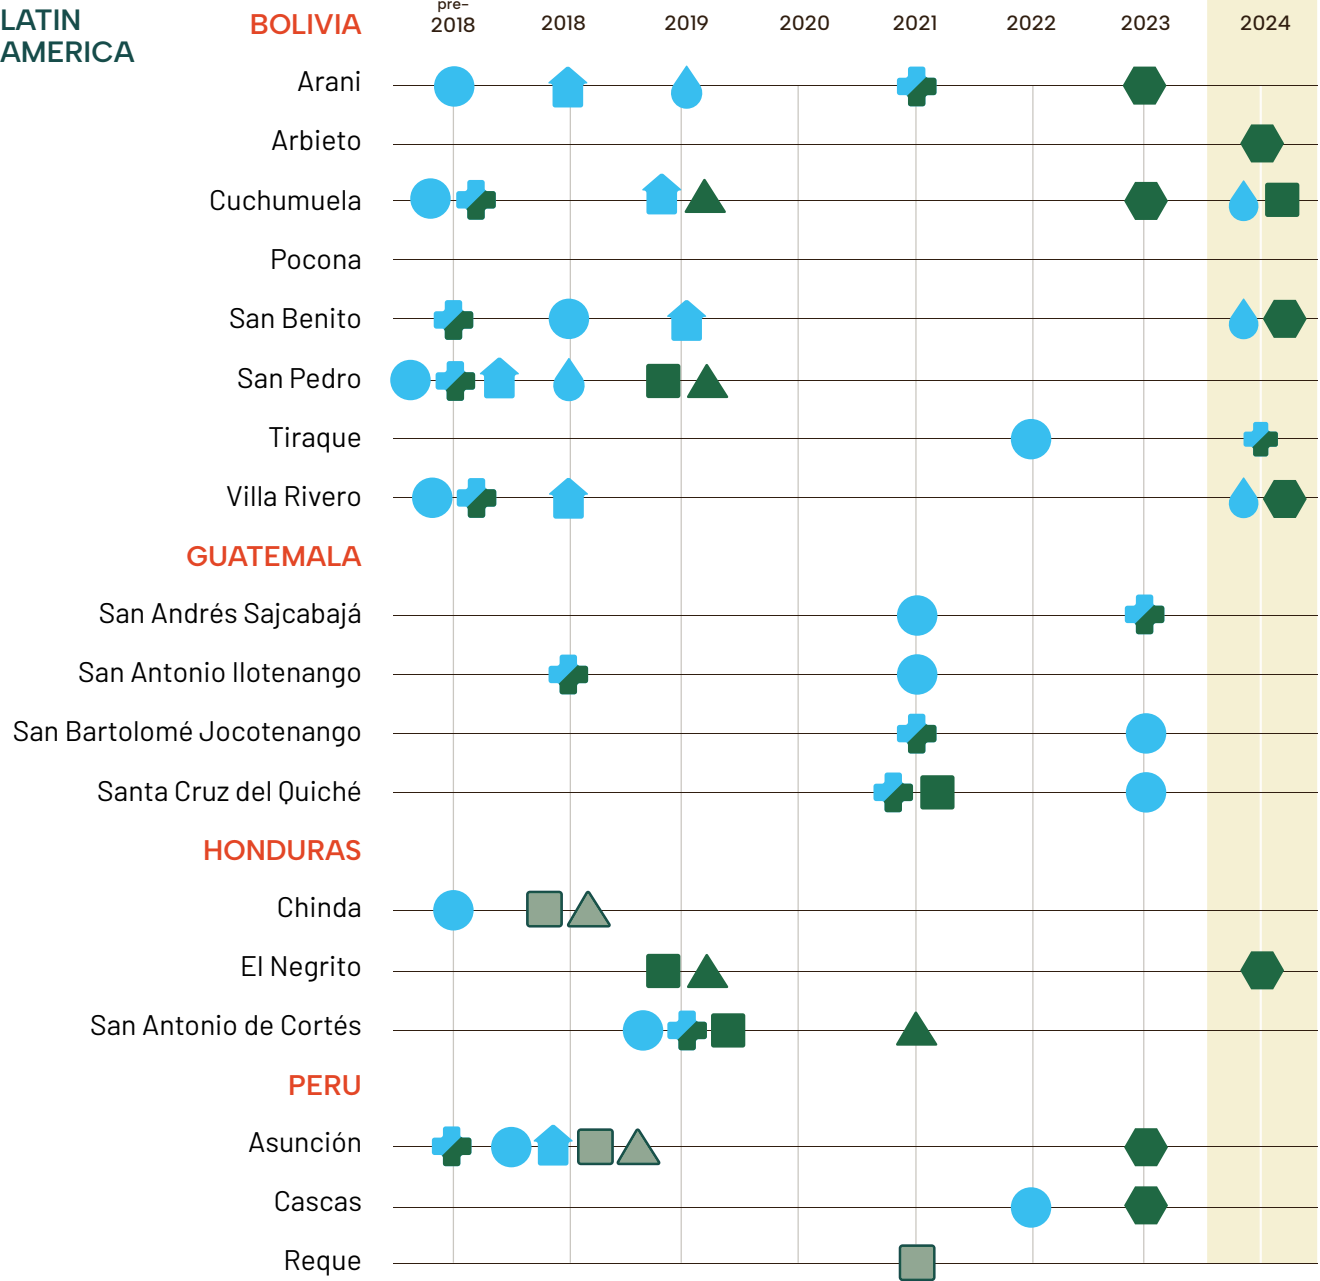 LATIN
AMERICA
BOLIVIA
pre-
2018
2018
2019
2020
2021
2022
2023
2024
Arani
Arbieto
Cuchumuela
Pocona
San Benito
San Pedro
Tiraque
Villa Rivero
GUATEMALA
San Andrés Sajcabajá
San Antonio Ilotenango
San Bartolomé Jocotenango
Santa Cruz del Quiché
HONDURAS
Chinda
El Negrito
San Antonio de Cortés
PERU
Asunción
Cascas
Reque